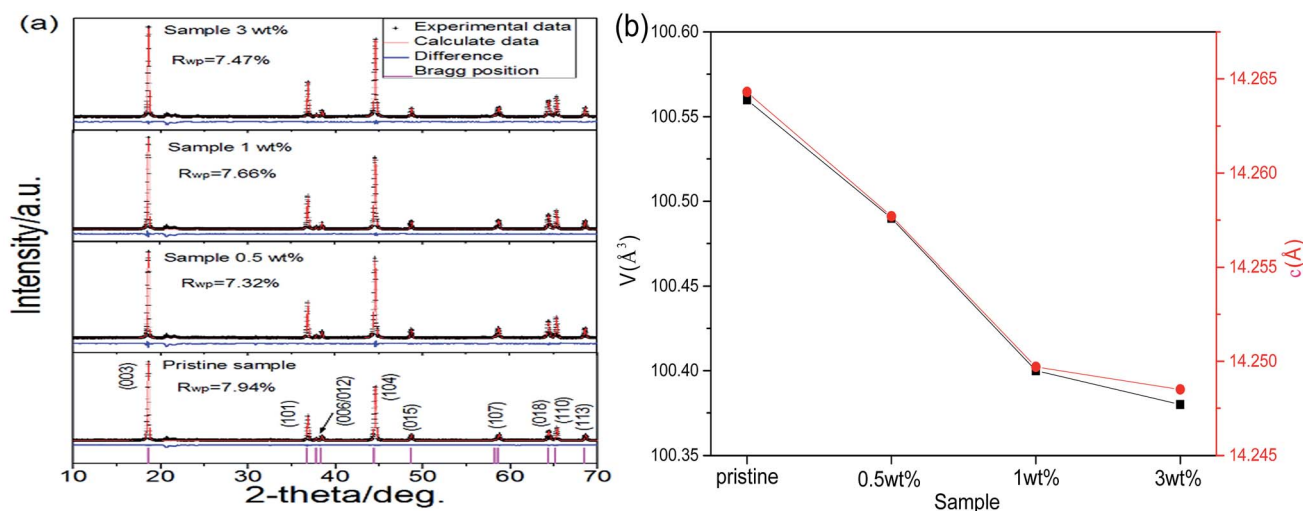 (a)
Sample 3 wt%
Rwp=7.47%
Experimental data
Calculate data
Difference
Bragg position
Sample 1 wt%
Rwp=7.66%
Sample 0.5 wt%
Rwp=7.32%
Pristine sample
Rwp=7.94%
(003)
(101)
(006/012)
(104)
(015)
(107)
(018)
(110)
(113)
Intensity/a.u.
10 20 30 40 50 60 70
2-theta/deg.
(b)
100.60
100.55
100.50
100.45
100.40
100.35
V(Å³)
14.265
14.260
14.255
14.250
14.245
c(Å)
pristine 0.5wt% 1wt% 3wt%
Sample